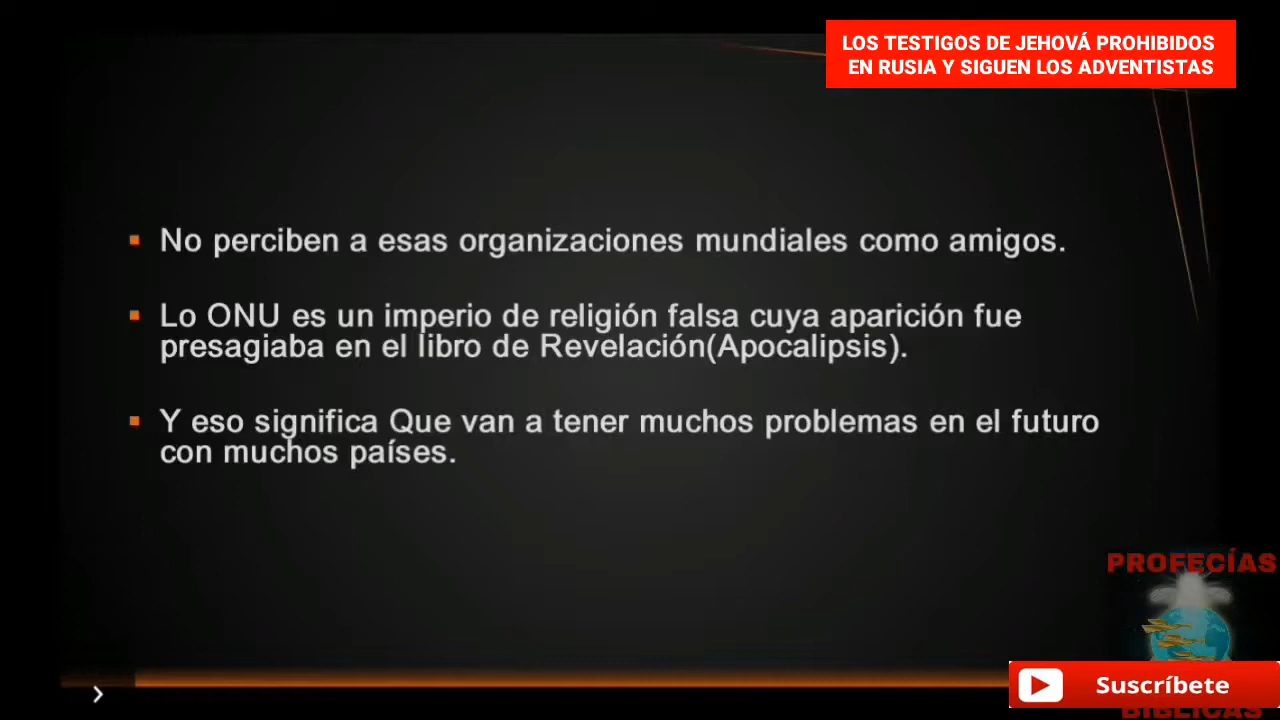 LOS TESTIGOS DE JEHOVÁ PROHIBIDOS
EN RUSIA Y SIGUEN LOS ADVENTISTAS
No perciben a esas organizaciones mundiales como amigos.
Lo ONU es un imperio de religión falsa cuya aparición fue
presagiaba en el libro de Revelación(Apocalipsis).
Y eso significa Que van a tener muchos problemas en el futuro
con muchos países.
PROFECÍAS
Suscríbete
BÍBLICAS